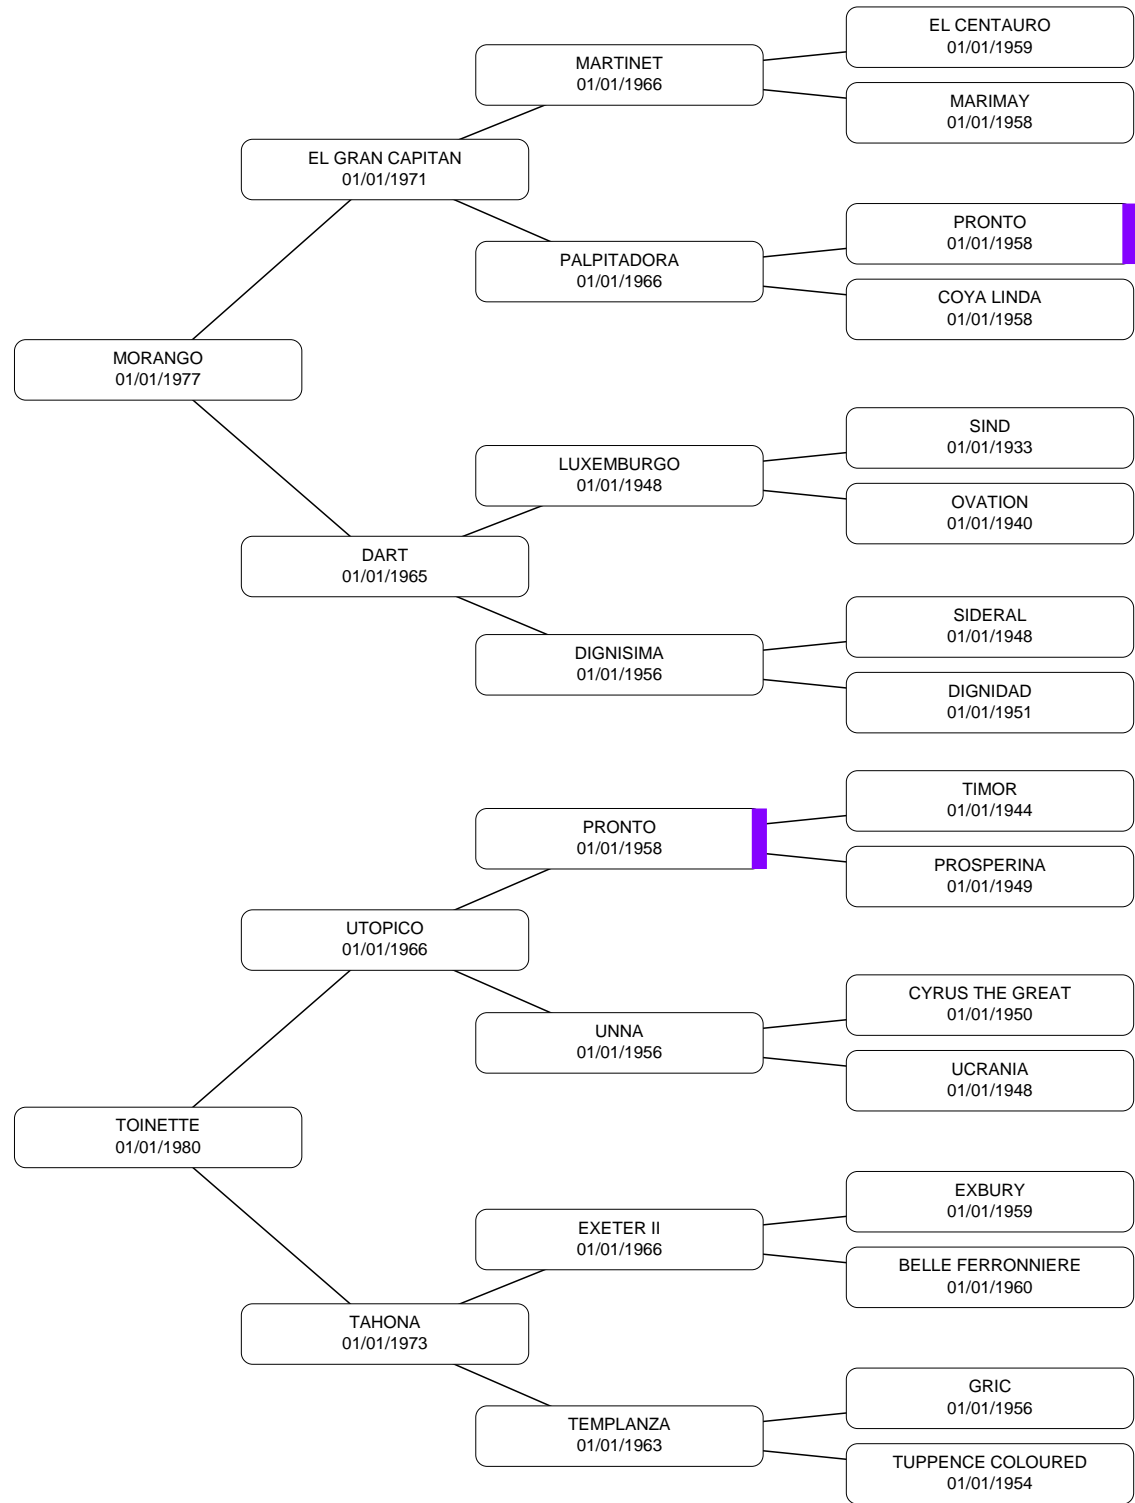 EL CENTAURO
01/01/1959
MARTINET
01/01/1966
MARIMAY
01/01/1958
EL GRAN CAPITAN
01/01/1971
PRONTO
01/01/1958
PALPITADORA
01/01/1966
COYA LINDA
01/01/1958
MORANGO
01/01/1977
SIND
01/01/1933
LUXEMBURGO
01/01/1948
OVATION
01/01/1940
DART
01/01/1965
SIDERAL
01/01/1948
DIGNISIMA
01/01/1956
DIGNIDAD
01/01/1951
TIMOR
01/01/1944
PRONTO
01/01/1958
PROSPERINA
01/01/1949
UTOPICO
01/01/1966
CYRUS THE GREAT
01/01/1950
UNNA
01/01/1956
UCRANIA
01/01/1948
TOINETTE
01/01/1980
EXBURY
01/01/1959
EXETER II
01/01/1966
BELLE FERRONNIERE
01/01/1960
TAHONA
01/01/1973
GRIC
01/01/1956
TEMPLANZA
01/01/1963
TUPPENCE COLOURED
01/01/1954